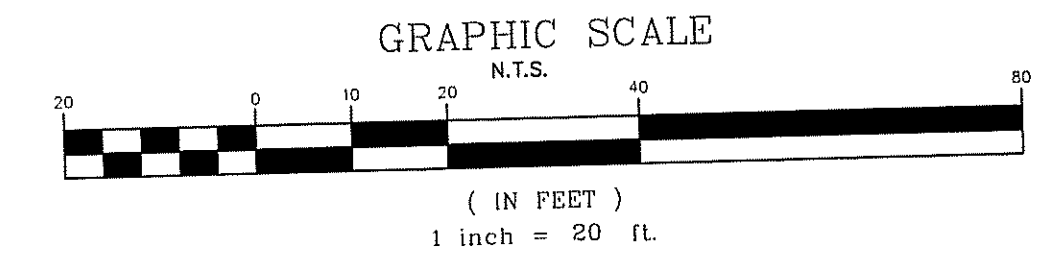 GRAPHIC SCALE
N.T.S.
20 0 10 20 40 80
( IN FEET )
1 inch = 20 ft.